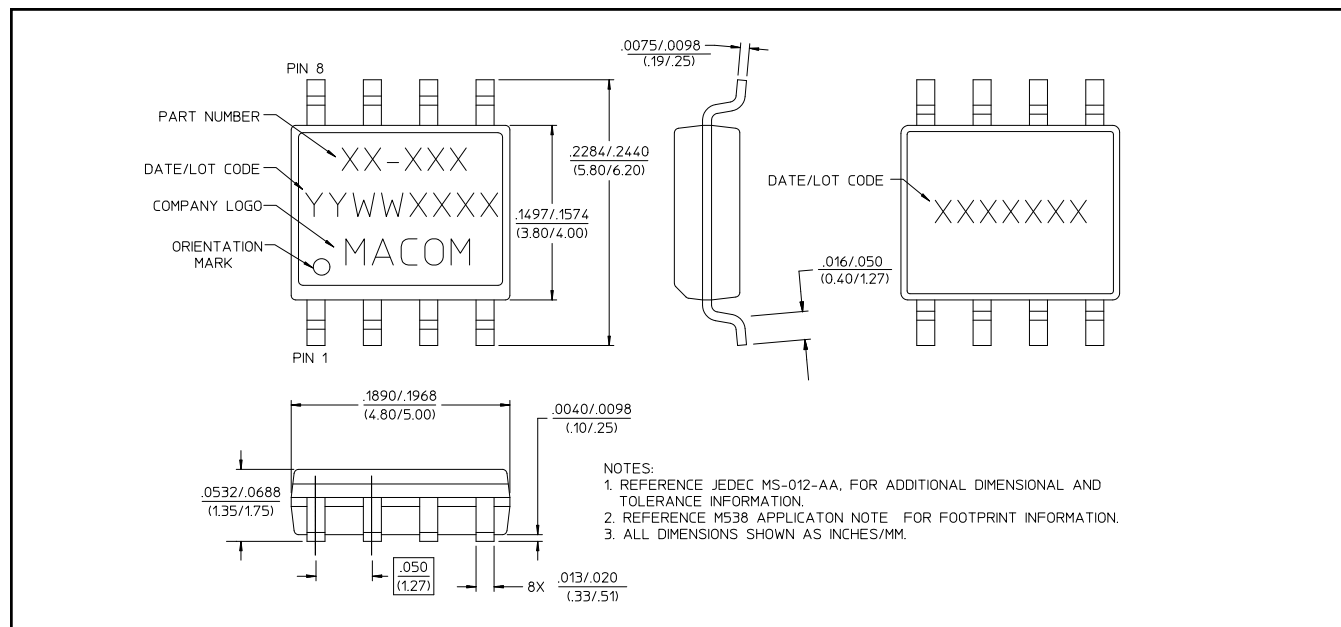 PIN 8
PART NUMBER
DATE/LOT CODE
COMPANY LOGO
ORIENTATION
MARK
XX-XXX
YYWWXXXX
MACOM
PIN 1
.2284/.2440
(5.80/6.20)
.1497/.1574
(3.80/4.00)
.0075/.0098
(.19/.25)
.016/.050
(0.40/1.27)
DATE/LOT CODE
XXXXXXX
.1890/.1968
(4.80/5.00)
.0040/.0098
(.10/.25)
.0532/.0688
(1.35/1.75)
.050
(1.27)
8X
.013/.020
(.33/.51)
NOTES:
1. REFERENCE JEDEC MS-012-AA, FOR ADDITIONAL DIMENSIONAL AND
TOLERANCE INFORMATION.
2. REFERENCE M538 APPLICATON NOTE FOR FOOTPRINT INFORMATION.
3. ALL DIMENSIONS SHOWN AS INCHES/MM.